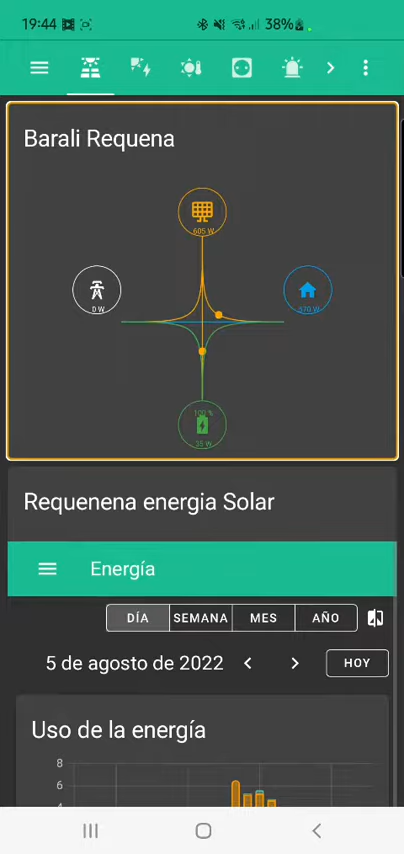 19:44 38%
Barali Requena
605 W
0 W
570 W
100 %
35 W
Requenena energia Solar
Energía
DÍA SEMANA MES AÑO
5 de agosto de 2022 HOY
Uso de la energía
8
6
4